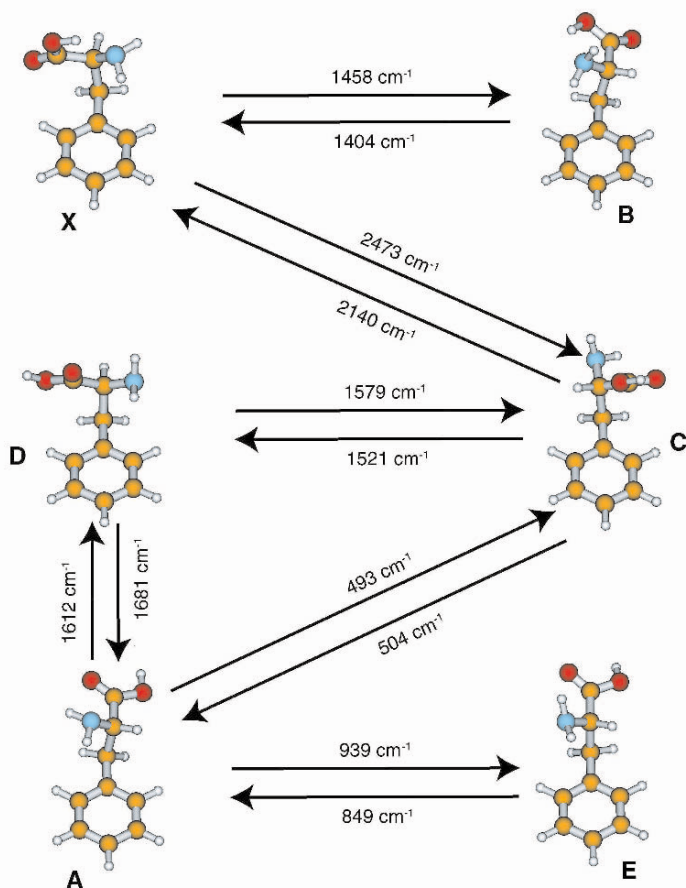 1458 cm⁻¹
1404 cm⁻¹
X
B
2473 cm⁻¹
2140 cm⁻¹
1579 cm⁻¹
D
C
1521 cm⁻¹
1612 cm⁻¹
1681 cm⁻¹
493 cm⁻¹
504 cm⁻¹
939 cm⁻¹
849 cm⁻¹
A
E